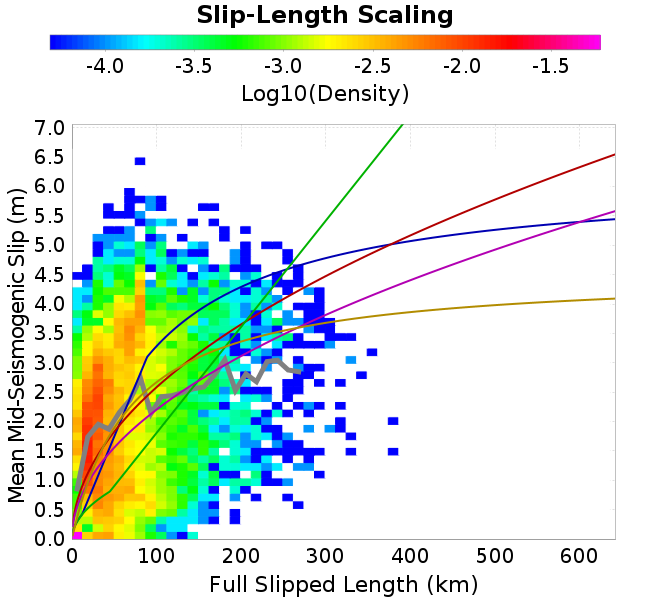 Slip-Length Scaling
-4.0 -3.5 -3.0 -2.5 -2.0 -1.5
Log10(Density)
Mean Mid-Seismogenic Slip (m)
7.0
6.5
6.0
5.5
5.0
4.5
4.0
3.5
3.0
2.5
2.0
1.5
1.0
0.5
0.0
0 100 200 300 400 500 600
Full Slipped Length (km)